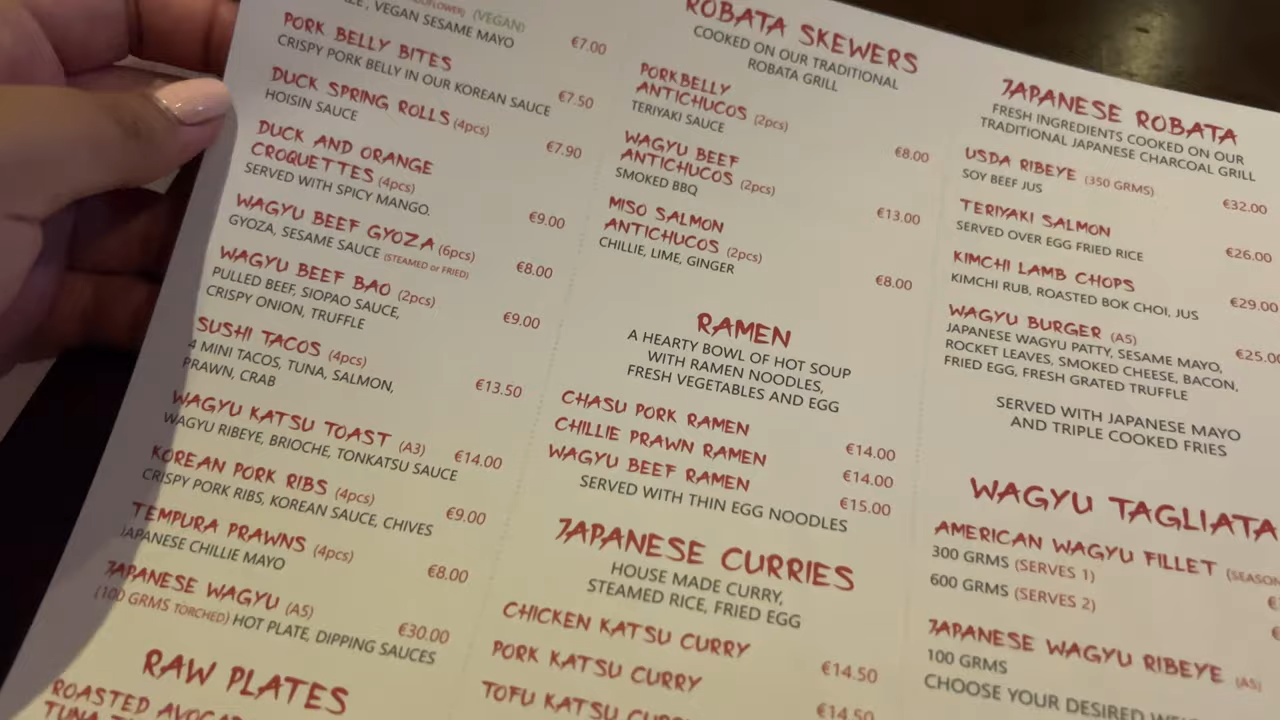 (VEGAN)
, VEGAN SESAME MAYO
€7.00
PORK BELLY BITES
CRISPY PORK BELLY IN OUR KOREAN SAUCE
€7.50
DUCK SPRING ROLLS (4pcs)
HOISIN SAUCE
€7.90
DUCK AND ORANGE
CROQUETTES (4pcs)
SERVED WITH SPICY MANGO.
€9.00
WAGYU BEEF GYOZA (6pcs)
GYOZA, SESAME SAUCE (STEAMED or FRIED)
€8.00
WAGYU BEEF BAO (2pcs)
PULLED BEEF, SIOPAO SAUCE,
CRISPY ONION, TRUFFLE
€9.00
SUSHI TACOS (4pcs)
4 MINI TACOS, TUNA, SALMON,
PRAWN, CRAB
€13.50
WAGYU KATSU TOAST (A3) €14.00
WAGYU RIBEYE, BRIOCHE, TONKATSU SAUCE
KOREAN PORK RIBS (4pcs)
CRISPY PORK RIBS, KOREAN SAUCE, CHIVES
€9.00
TEMPURA PRAWNS (4pcs)
JAPANESE CHILLIE MAYO
€8.00
JAPANESE WAGYU (A5)
(100 GRMS TORCHED) HOT PLATE, DIPPING SAUCES
€30.00
RAW PLATES
ROASTED
TUNA
ROBATA SKEWERS
COOKED ON OUR TRADITIONAL
ROBATA GRILL
PORKBELLY
ANTICHUCOS (2pcs)
TERIYAKI SAUCE
€8.00
WAGYU BEEF
ANTICHUCOS (2pcs)
SMOKED BBQ
€13.00
MISO SALMON
ANTICHUCOS (2pcs)
CHILLIE, LIME, GINGER
€8.00
RAMEN
A HEARTY BOWL OF HOT SOUP
WITH RAMEN NOODLES,
FRESH VEGETABLES AND EGG
CHASU PORK RAMEN €14.00
CHILLIE PRAWN RAMEN €14.00
WAGYU BEEF RAMEN €15.00
SERVED WITH THIN EGG NOODLES
JAPANESE CURRIES
HOUSE MADE CURRY,
STEAMED RICE, FRIED EGG
CHICKEN KATSU CURRY €14.50
PORK KATSU CURRY €14.50
TOFU KATSU
JAPANESE ROBATA
FRESH INGREDIENTS COOKED ON OUR
TRADITIONAL JAPANESE CHARCOAL GRILL
USDA RIBEYE (350 GRMS)
SOY BEEF JUS
€32.00
TERIYAKI SALMON
SERVED OVER EGG FRIED RICE
€26.00
KIMCHI LAMB CHOPS
KIMCHI RUB, ROASTED BOK CHOI, JUS
€29.00
WAGYU BURGER (A5)
JAPANESE WAGYU PATTY, SESAME MAYO,
ROCKET LEAVES, SMOKED CHEESE, BACON,
FRIED EGG, FRESH GRATED TRUFFLE
€25.00
SERVED WITH JAPANESE MAYO
AND TRIPLE COOKED FRIES
WAGYU TAGLIATA
AMERICAN WAGYU FILLET
300 GRMS (SERVES 1)
600 GRMS (SERVES 2)
JAPANESE WAGYU RIBEYE (A5)
100 GRMS
CHOOSE YOUR DESIRED